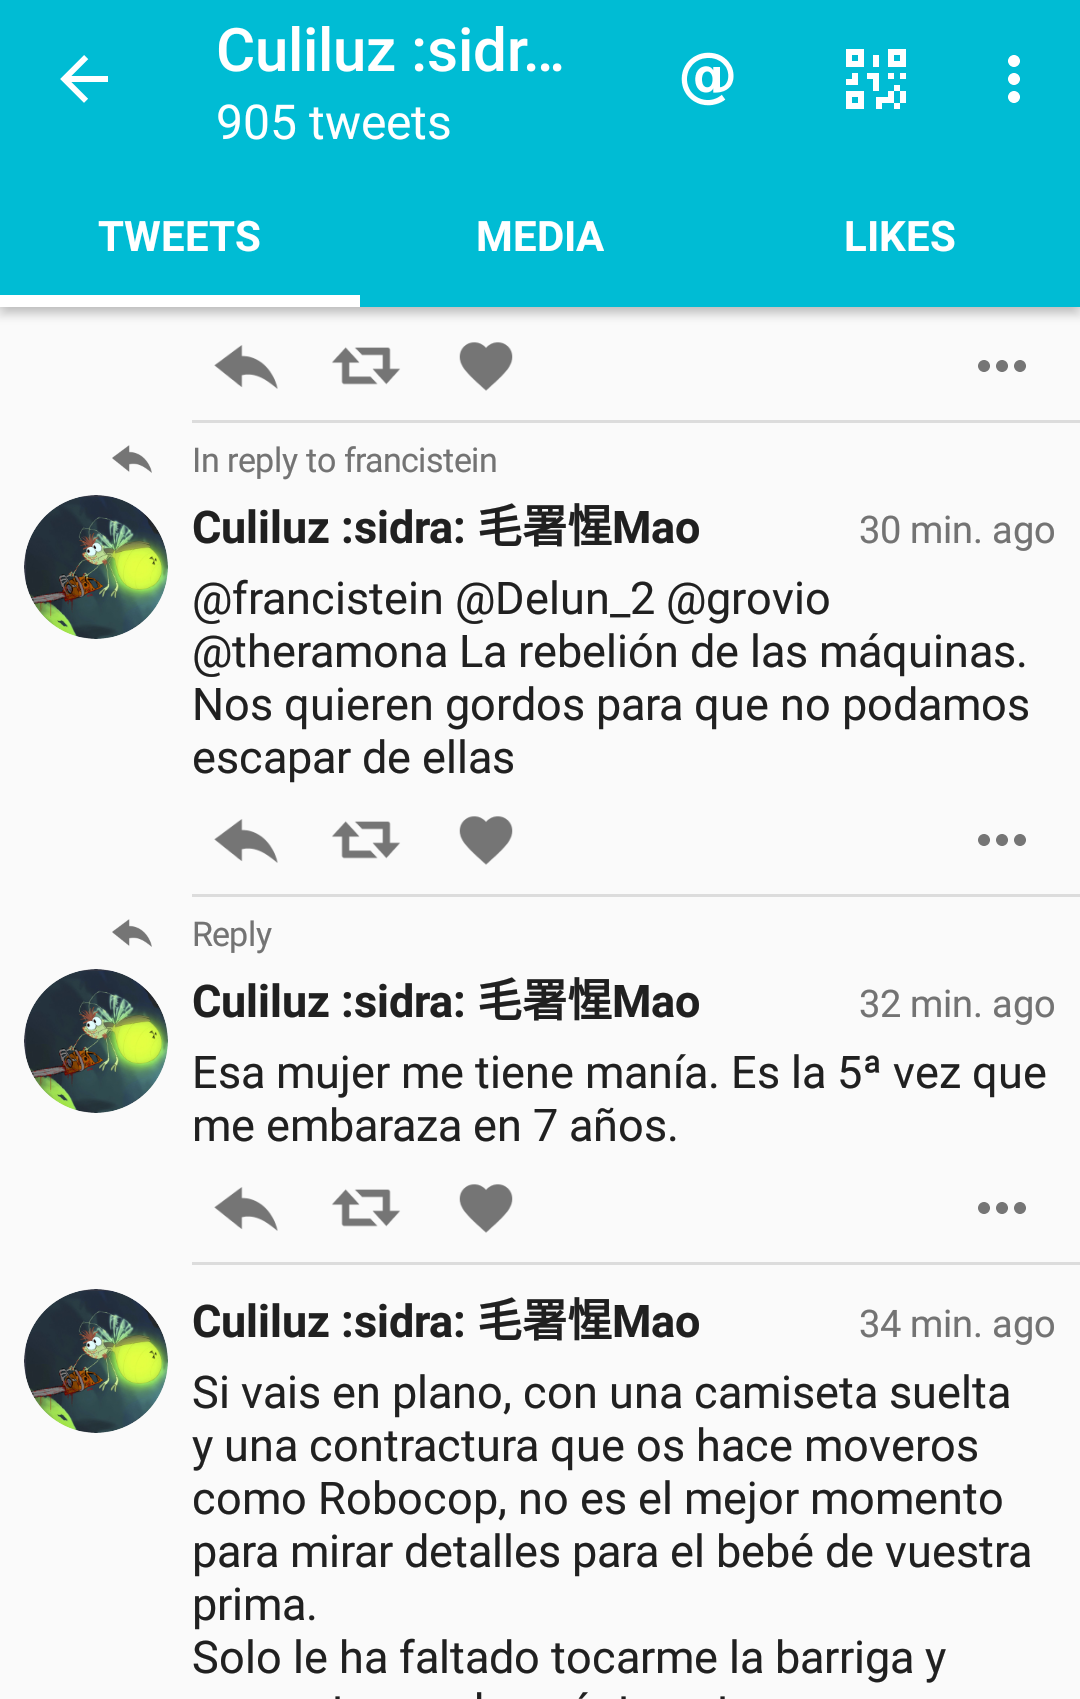 Culiluz :sidr...
905 tweets
TWEETS
MEDIA
LIKES
In reply to francistein
Culiluz :sidra: 毛署惺Mao
30 min. ago
@francistein @Delun_2 @grovio
@theramona La rebelión de las máquinas.
Nos quieren gordos para que no podamos
escapar de ellas
Reply
Culiluz :sidra: 毛署惺Mao
32 min. ago
Esa mujer me tiene manía. Es la 5ª vez que
me embaraza en 7 años.
Culiluz :sidra: 毛署惺Mao
34 min. ago
Si vais en plano, con una camiseta suelta
y una contractura que os hace moveros
como Robocop, no es el mejor momento
para mirar detalles para el bebé de vuestra
prima.
Solo le ha faltado tocarme la barriga y